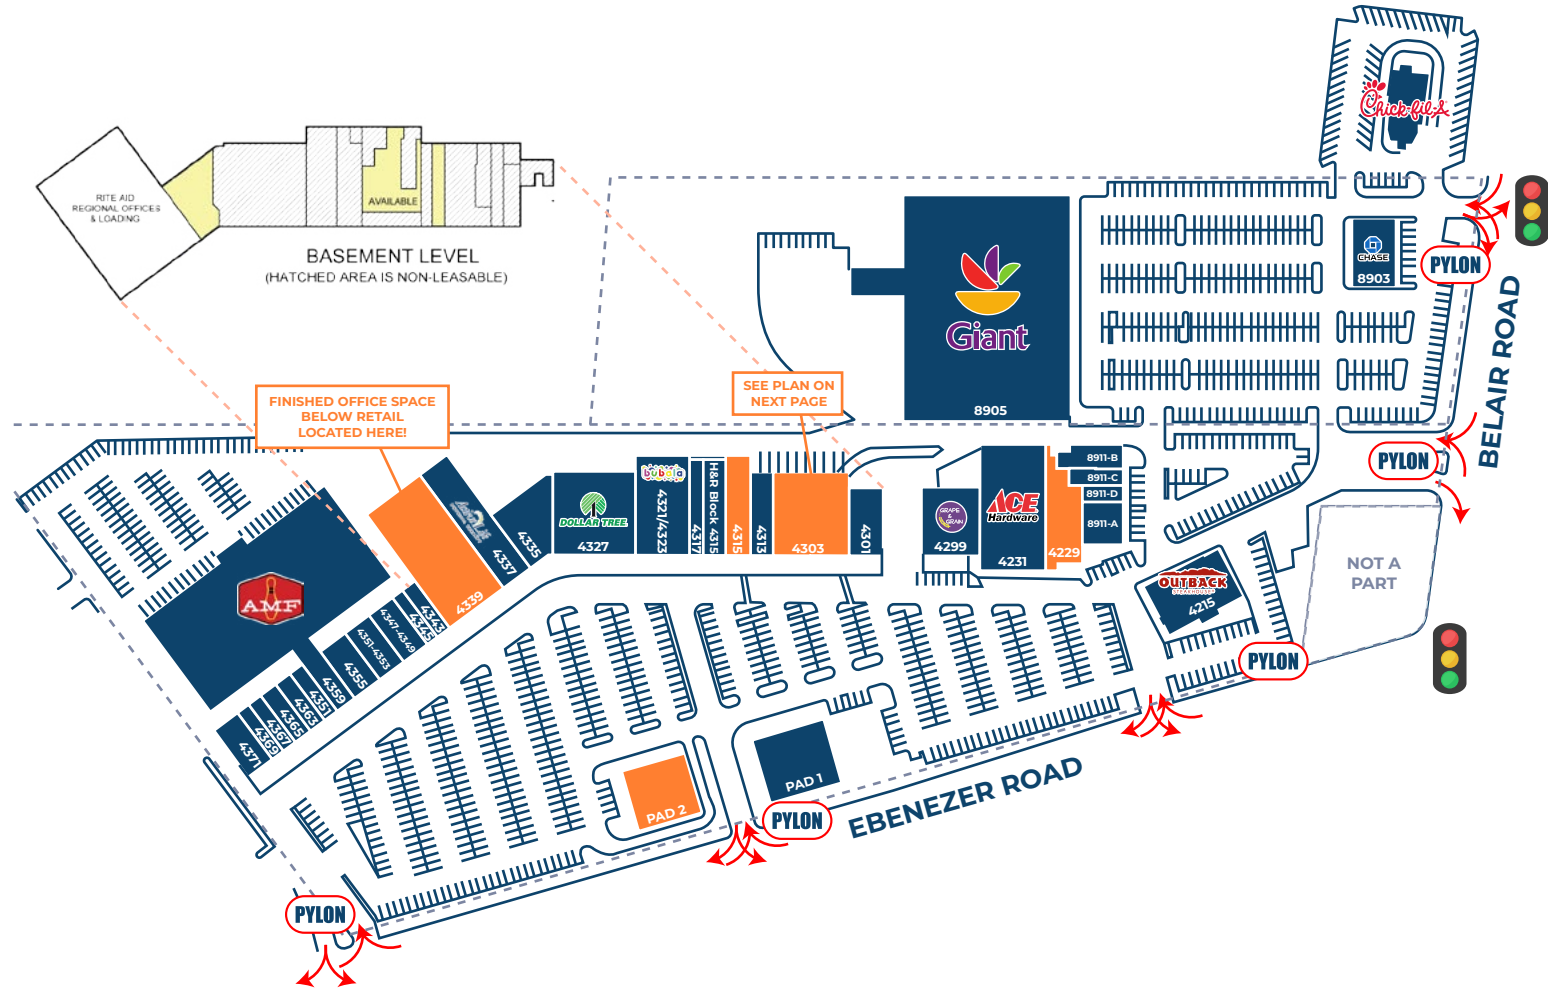 Chick-fil-A
RITE AID
REGIONAL OFFICES
& LOADING
AVAILABLE
BASEMENT LEVEL
(HATCHED AREA IS NON-LEASABLE)
CHASE
8903
PYLON
BELAIR ROAD
Giant
8905
FINISHED OFFICE SPACE
BELOW RETAIL
LOCATED HERE!
SEE PLAN ON
NEXT PAGE
PYLON
AMF
4339
4337
4335
DOLLAR TREE
4327
bubala
4321/4323
4317
H&R Block 4315
4315
4313
4303
4301
GRAPE
&
GRAIN
4299
ACE
Hardware
4231
4229
8911-B
8911-C
8911-D
8911-A
OUTBACK
STEAKHOUSE
4215
NOT A
PART
PYLON
4343
4345
4347-4349
4351-4353
4355
4359
4351
4363
4365
4367
4369
4371
PAD 1
PAD 2
PYLON
EBENEZER ROAD
PYLON